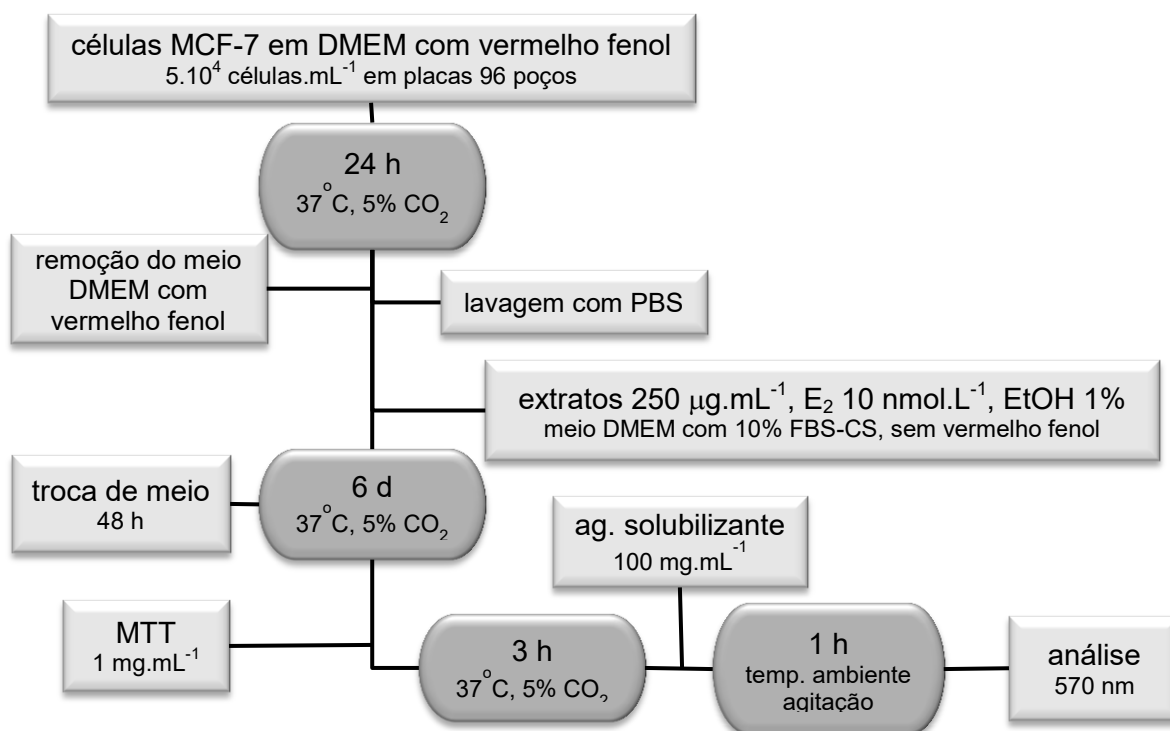 células MCF-7 em DMEM com vermelho fenol
5.10⁴ células.mL⁻¹ em placas 96 poços
24 h
37°C, 5% CO₂
remoção do meio
DMEM com
vermelho fenol
lavagem com PBS
extratos 250 µg.mL⁻¹, E₂ 10 nmol.L⁻¹, EtOH 1%
meio DMEM com 10% FBS-CS, sem vermelho fenol
troca de meio
48 h
6 d
37°C, 5% CO₂
ag. solubilizante
100 mg.mL⁻¹
MTT
1 mg.mL⁻¹
3 h
37°C, 5% CO₂
1 h
temp. ambiente
agitação
análise
570 nm